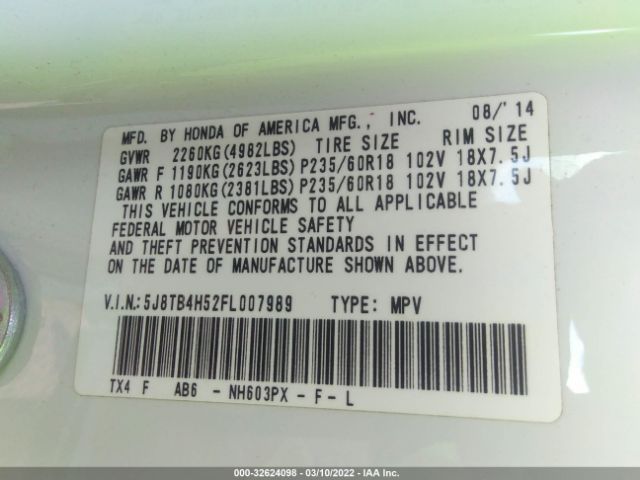 MFD. BY HONDA OF AMERICA MFG., INC. 08/'14
GVWR 2260KG(4982LBS) TIRE SIZE RIM SIZE
GAWR F 1190KG(2623LBS) P235/60R18 102V 18X7.5J
GAWR R 1080KG(2381LBS) P235/60R18 102V 18X7.5J
THIS VEHICLE CONFORMS TO ALL APPLICABLE
FEDERAL MOTOR VEHICLE SAFETY
AND THEFT PREVENTION STANDARDS IN EFFECT
ON THE DATE OF MANUFACTURE SHOWN ABOVE.
V.I.N.:5J8TB4H52FL007989 TYPE: MPV
TX4 F AB6 - NH603PX - F - L
000-32624098 - 03/10/2022 - IAA Inc.